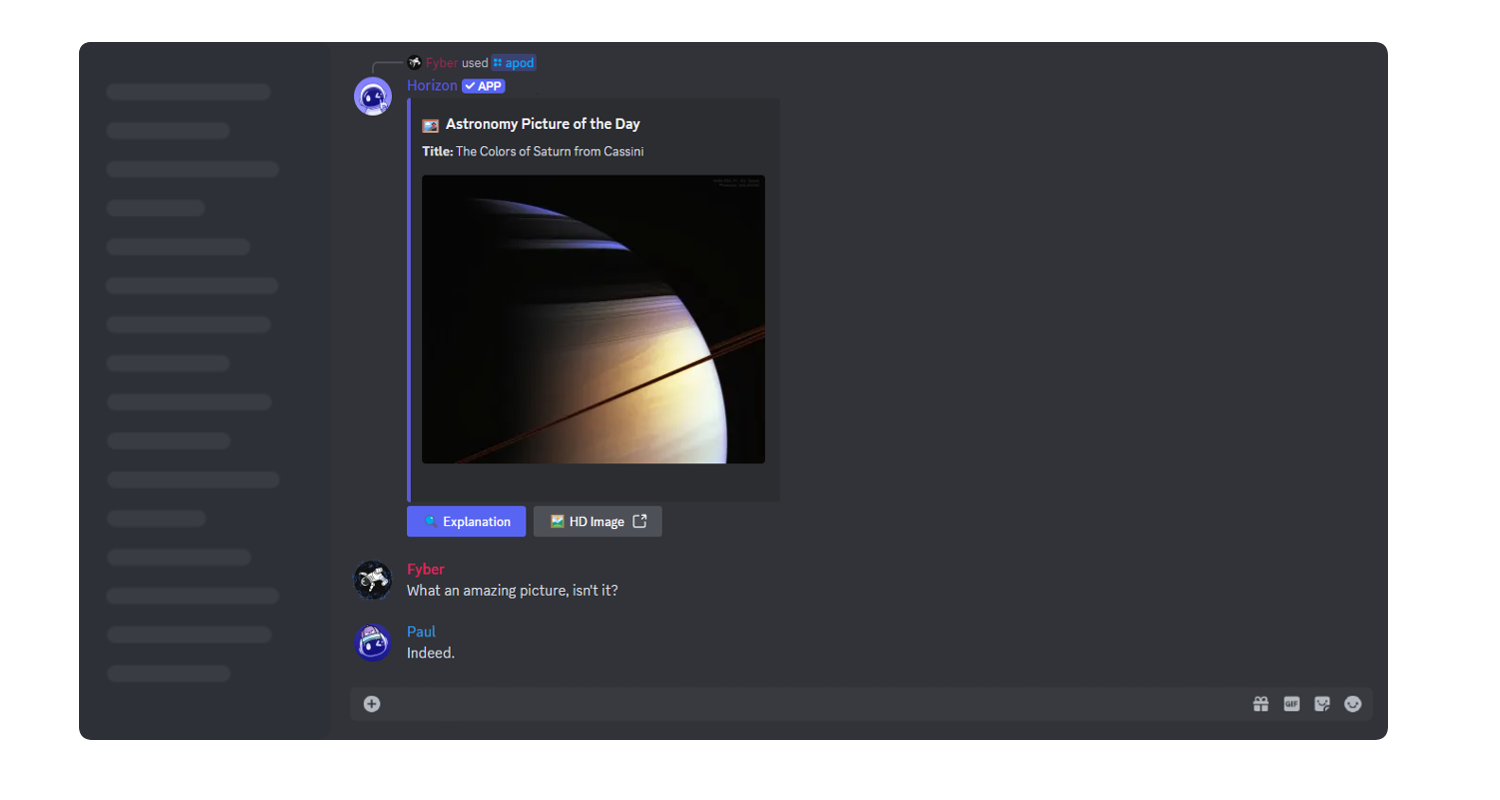 Fyber used apod
Horizon APP
Astronomy Picture of the Day
Title: The Colors of Saturn from Cassini
Explanation
HD Image
Fyber
What an amazing picture, isn't it?
Paul
Indeed.
GIF